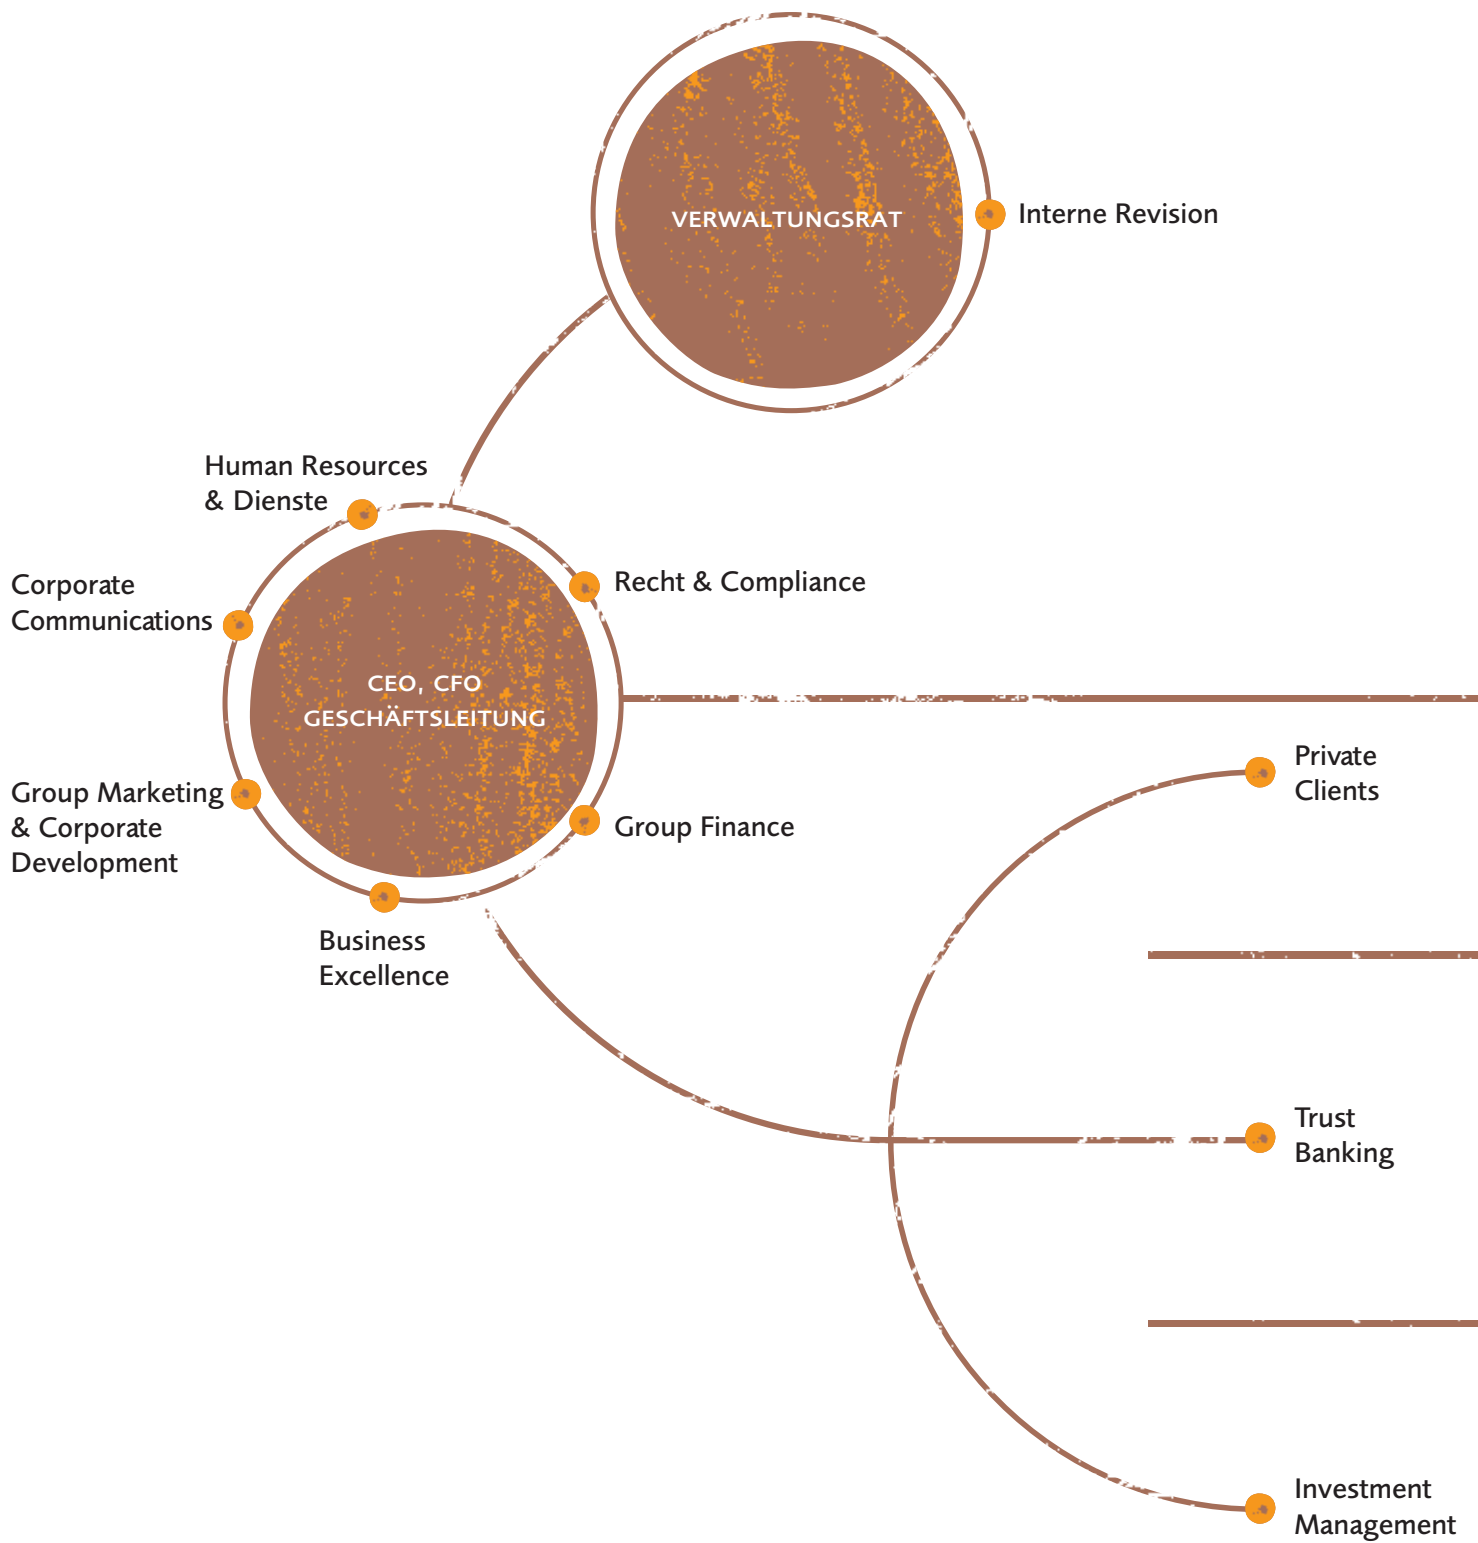 VERWALTUNGSRAT
Interne Revision
Human Resources
& Dienste
Corporate
Communications
Recht & Compliance
CEO, CFO
GESCHÄFTSLEITUNG
Private
Clients
Group Marketing
& Corporate
Development
Group Finance
Business
Excellence
Trust
Banking
Investment
Management